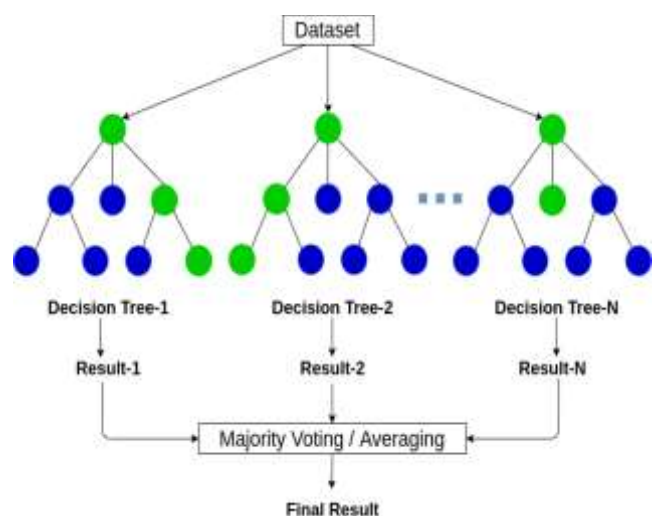 Dataset
Decision Tree-1
Decision Tree-2
Decision Tree-N
Result-1
Result-2
Result-N
Majority Voting / Averaging
Final Result